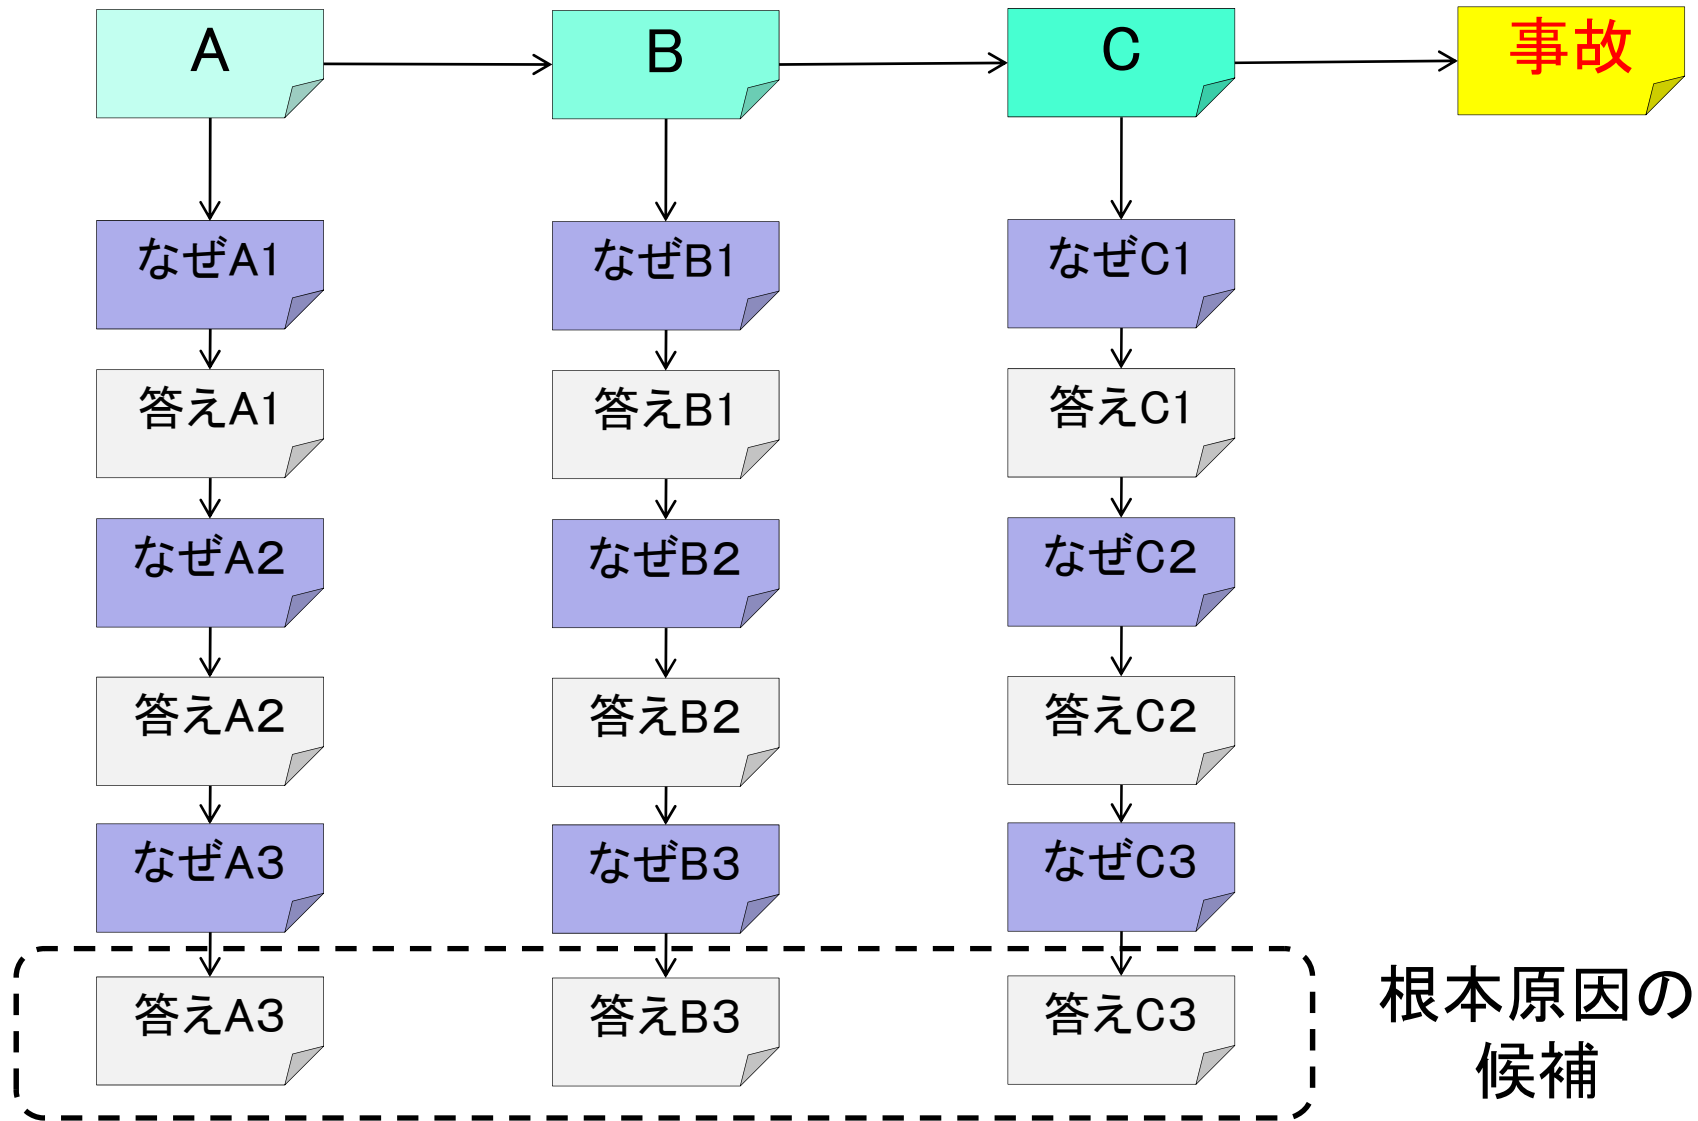 A
B
C
事故
なぜA1
なぜB1
なぜC1
答えA1
答えB1
答えC1
なぜA2
なぜB2
なぜC2
答えA2
答えB2
答えC2
なぜA3
なぜB3
なぜC3
答えA3
答えB3
答えC3
根本原因の
候補